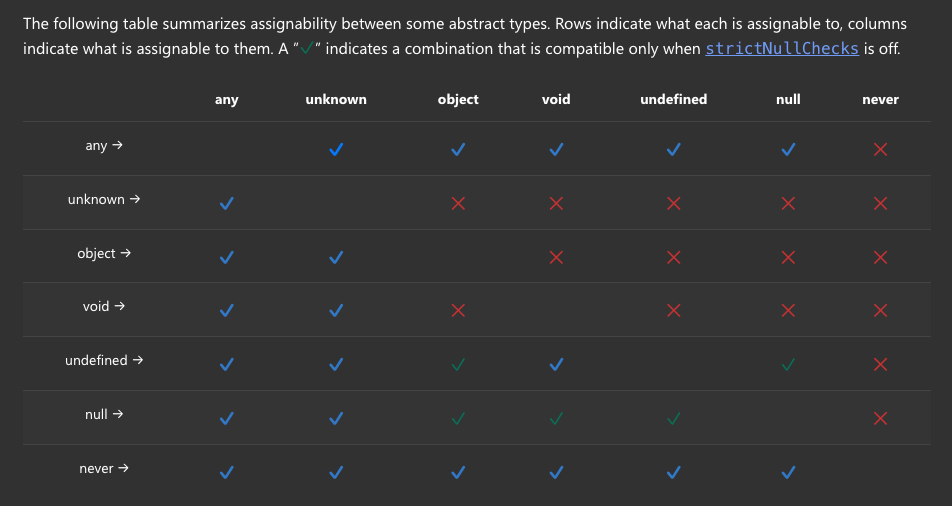 The following table summarizes assignability between some abstract types. Rows indicate what each is assignable to, columns
indicate what is assignable to them. A “✓” indicates a combination that is compatible only when strictNullChecks is off.
any unknown object void undefined null never
any → ✓ ✓ ✓ ✓ ✓ ✕
unknown → ✓ ✕ ✕ ✕ ✕ ✕
object → ✓ ✓ ✕ ✕ ✕ ✕
void → ✓ ✓ ✕ ✕ ✕ ✕
undefined → ✓ ✓ ✓ ✓ ✓ ✕
null → ✓ ✓ ✓ ✓ ✓ ✕
never → ✓ ✓ ✓ ✓ ✓ ✓